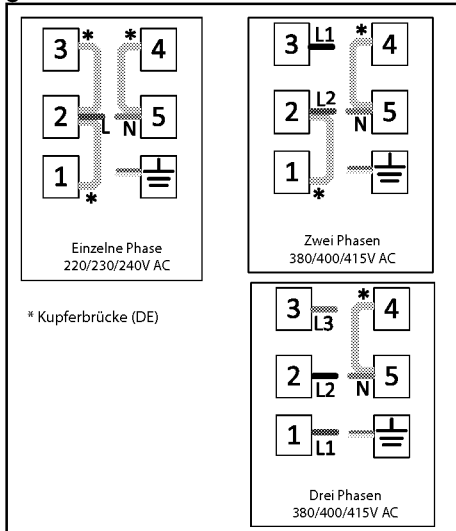 3 * * 4
2 L N 5
1 *
Einzelne Phase
220/230/240V AC
* Kupferbrücke (DE)
3 L1 * 4
2 L2 N 5
1 *
Zwei Phasen
380/400/415V AC
3 L3 * 4
2 L2 N 5
1 L1
Drei Phasen
380/400/415V AC